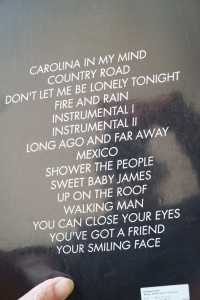 CAROLINA IN MY MIND
COUNTRY ROAD
DON'T LET ME BE LONELY TONIGHT
FIRE AND RAIN
INSTRUMENTAL I
INSTRUMENTAL II
LONG AGO AND FAR AWAY
MEXICO
SHOWER THE PEOPLE
SWEET BABY JAMES
UP ON THE ROOF
WALKING MAN
YOU CAN CLOSE YOUR EYES
YOU'VE GOT A FRIEND
YOUR SMILING FACE